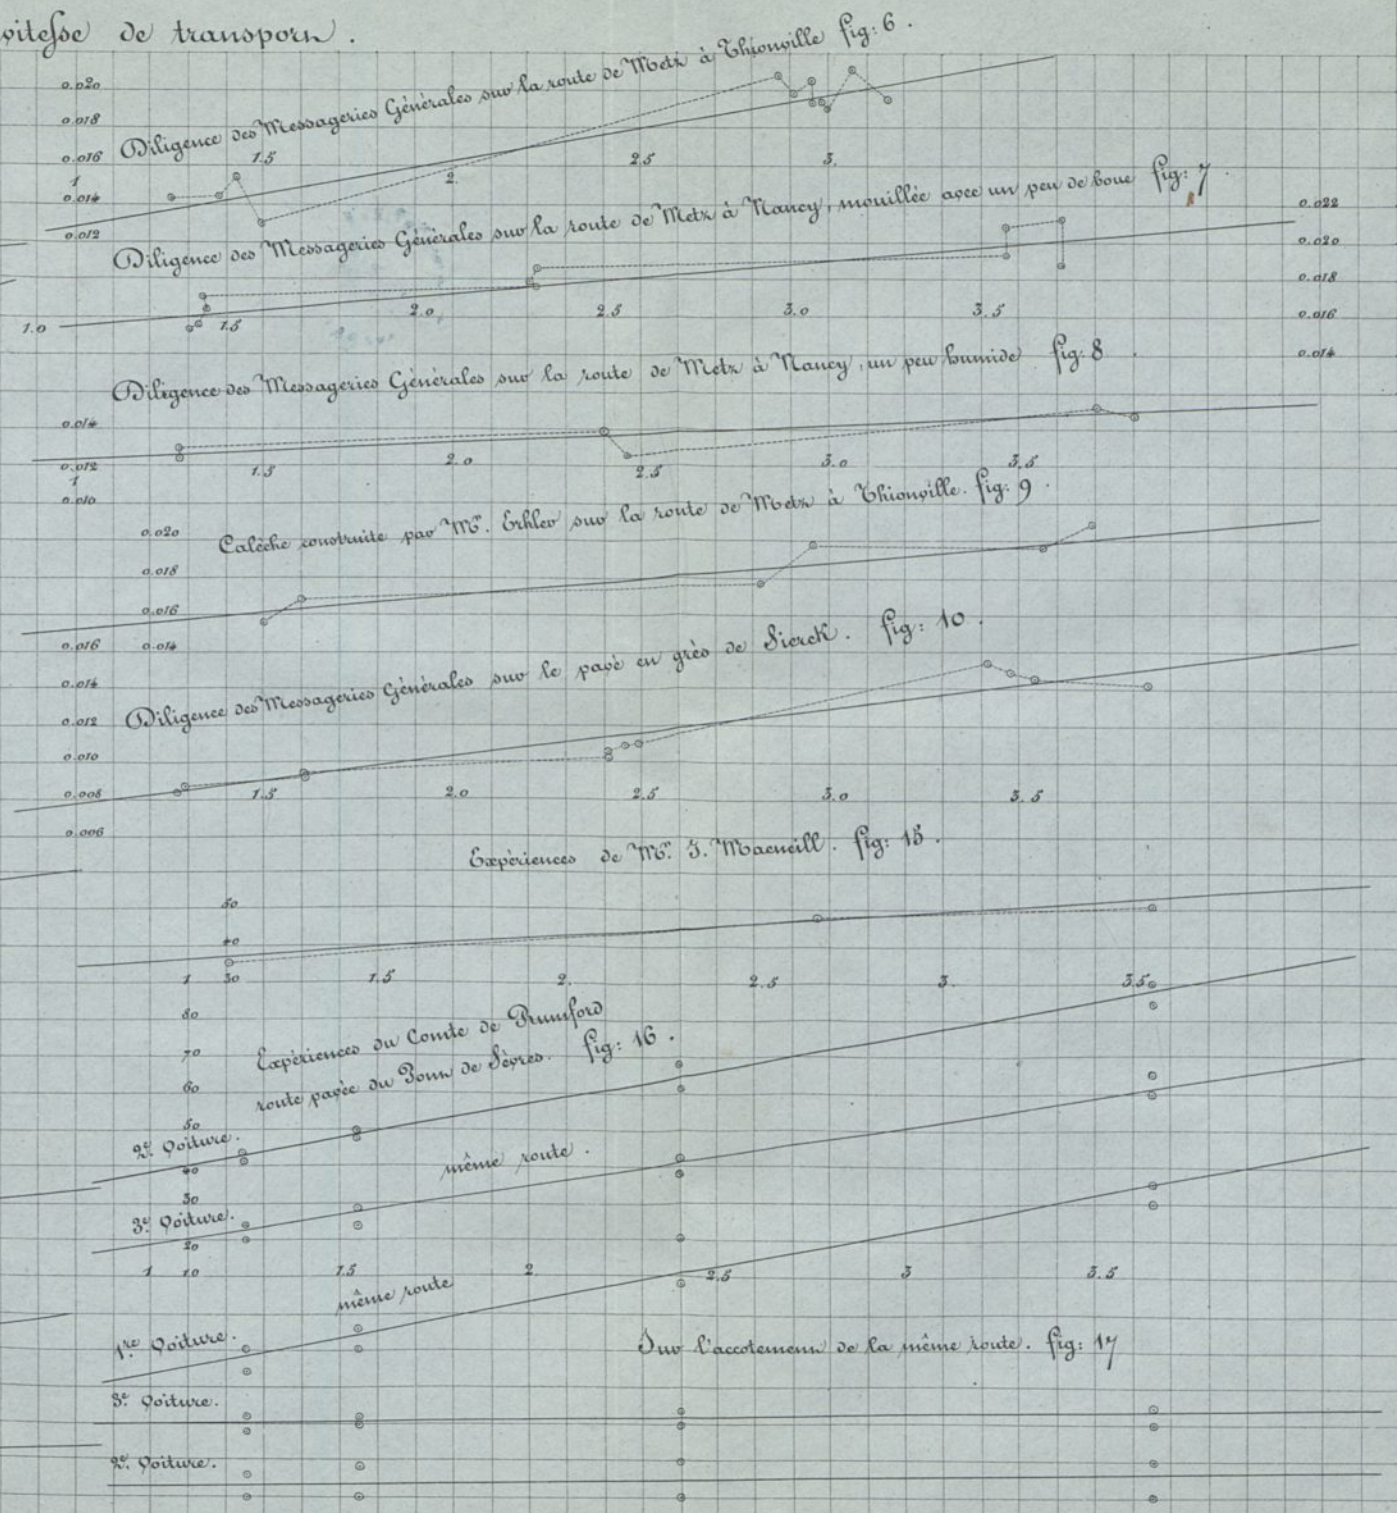 vitesse de transport.
Diligence des Messageries Générales sur la route de Metz à Thionville fig: 6.
0.020
0.018
0.016
1 1.5 2. 2.5 3.
0.014
0.012
Diligence des Messageries Générales sur la route de Metz à Nancy, mouillée avec un peu de boue fig: 7.
0.022
0.020
0.018
0.016
0.014
1.0 1.5 2.0 2.5 3.0 3.5
Diligence des Messageries Générales sur la route de Metz à Nancy, un peu humide fig: 8.
0.014
0.012
1 1.5 2.0 2.5 3.0 3.5
0.010
Calèche construite par Mr. Erhler sur la route de Metz à Thionville. fig: 9.
0.020
0.018
0.016
0.014
Diligence des Messageries Générales sur le pavé en grès de Sierck. fig: 10.
0.016
0.014
0.012
0.010
0.008 1.5 2.0 2.5 3.0 3.5
0.006
Expériences de Mr. J. Macneill. fig: 15.
50
40
1 30 1.5 2. 2.5 3. 3.5
Expériences du Comte de Rumford
route pavée du Pont de Sèvres. fig: 16.
80
70
60
50
2e. Voiture.
40
même route.
30
3e. Voiture.
20
1 10 1.5 2 2.5 3 3.5
même route
1re Voiture.
Sur l'accotement de la même route. fig: 17
3e Voiture.
2e. Voiture.